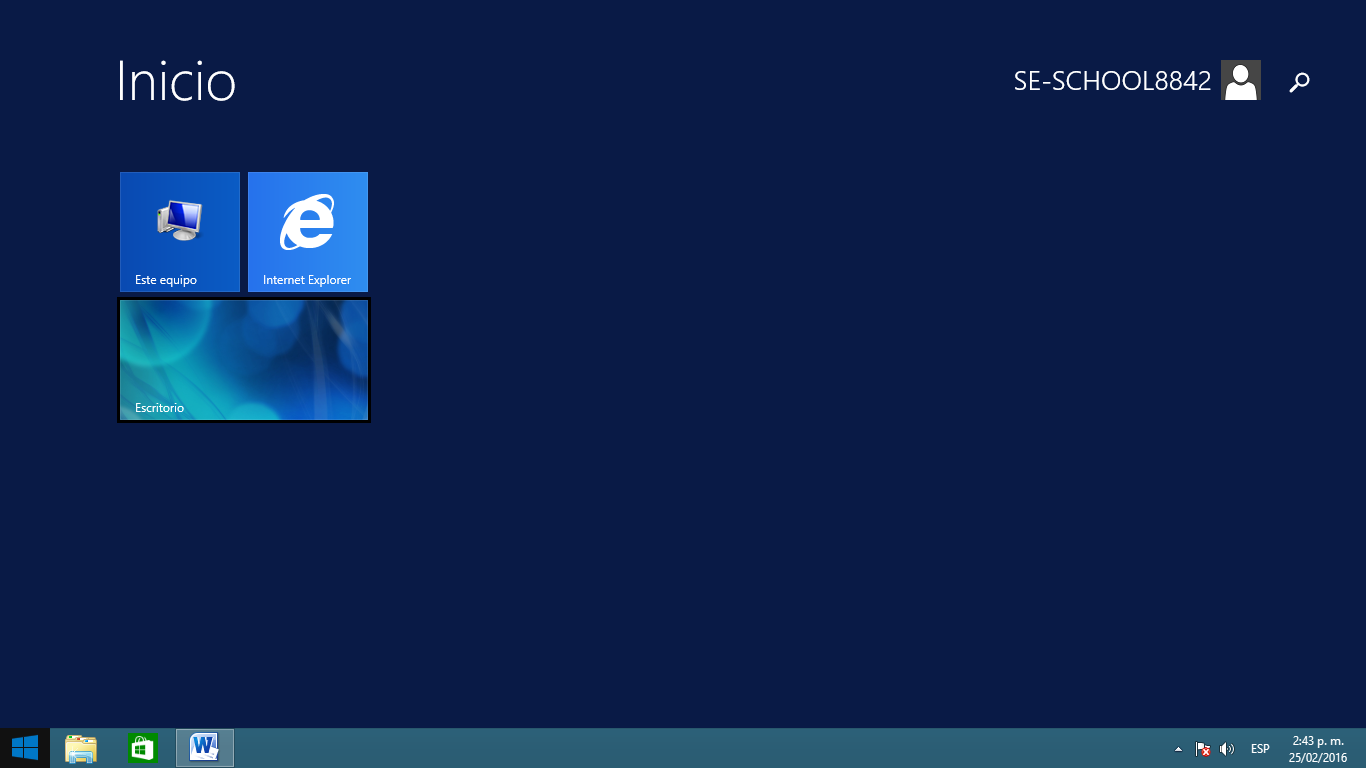 Inicio
SE-SCHOOL8842
Este equipo
Internet Explorer
Escritorio
W
ESP
2:43 p. m.
25/02/2016